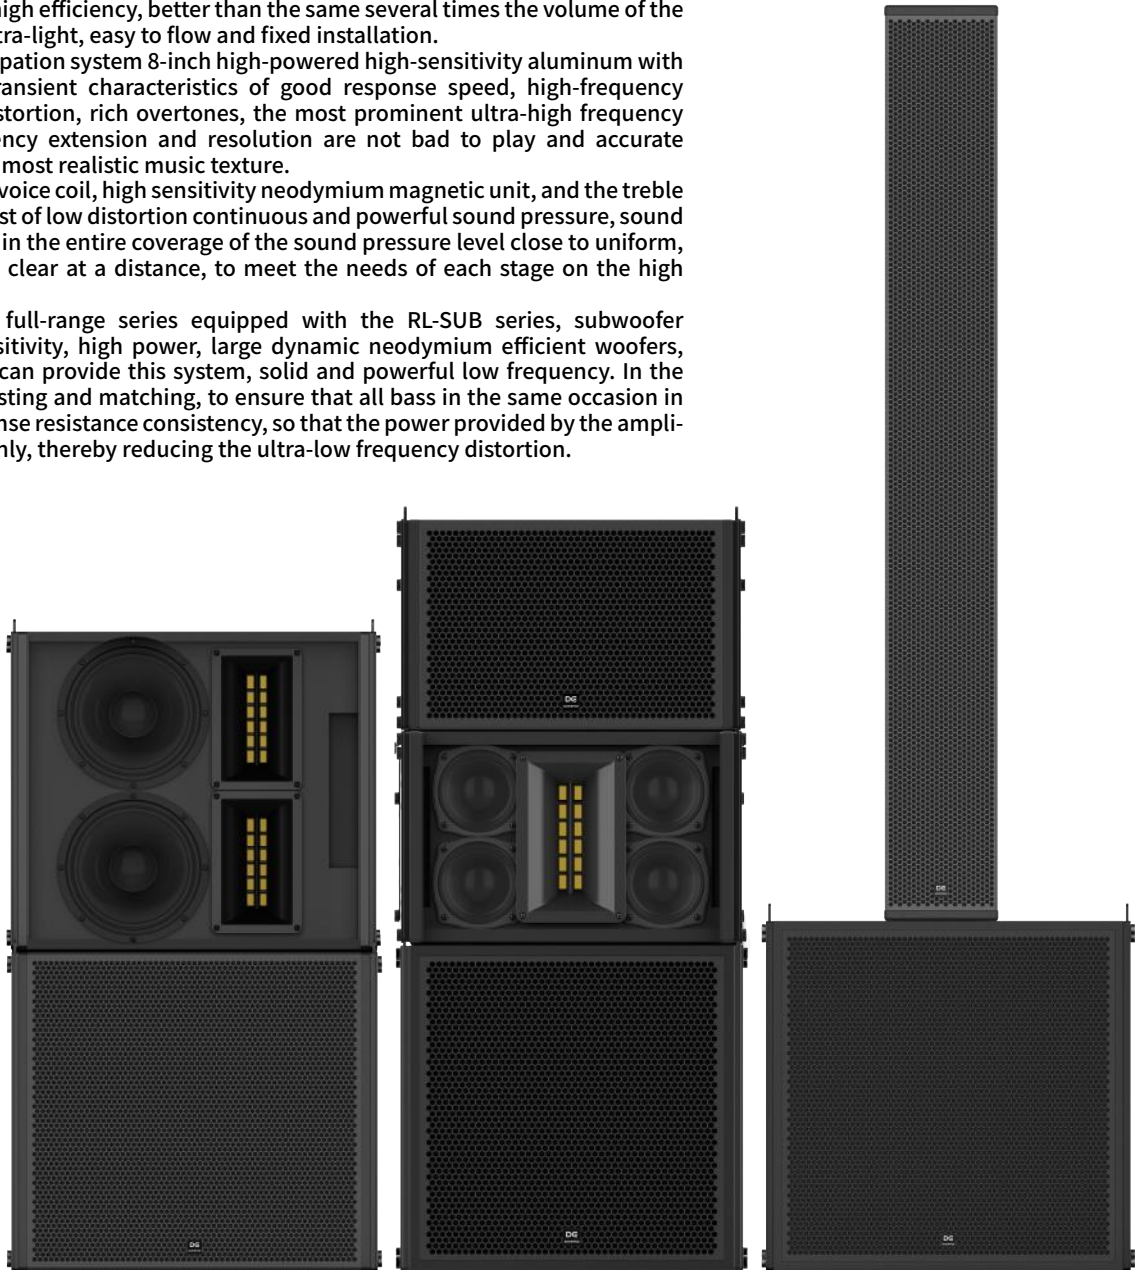 high efficiency, better than the same several times the volume of the
tra-light, easy to flow and fixed installation.
pation system 8-inch high-powered high-sensitivity aluminum with
ransient characteristics of good response speed, high-frequency
stortion, rich overtones, the most prominent ultra-high frequency
ency extension and resolution are not bad to play and accurate
most realistic music texture.
voice coil, high sensitivity neodymium magnetic unit, and the treble
st of low distortion continuous and powerful sound pressure, sound
in the entire coverage of the sound pressure level close to uniform,
clear at a distance, to meet the needs of each stage on the high
full-range series equipped with the RL-SUB series, subwoofer
sitivity, high power, large dynamic neodymium efficient woofers,
can provide this system, solid and powerful low frequency. In the
sting and matching, to ensure that all bass in the same occasion in
nse resistance consistency, so that the power provided by the ampli-
nly, thereby reducing the ultra-low frequency distortion.
DG
DG
DG
DG
DG